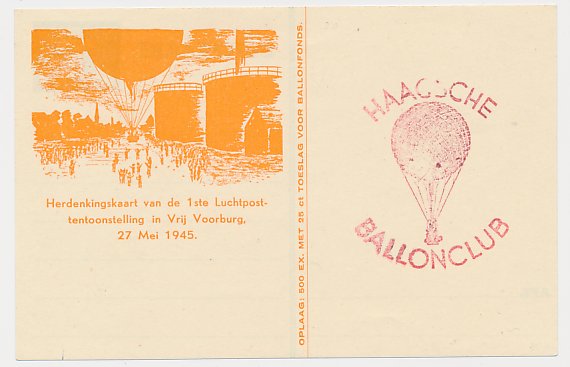 Herdenkingskaart van de 1ste Luchtpost-
tentoonstelling in Vrij Voorburg,
27 Mei 1945.
OPLAAG: 500 EX. MET 25 ct TOESLAG VOOR BALLONFONDS.
HAAGSCHE
BALLONCLUB